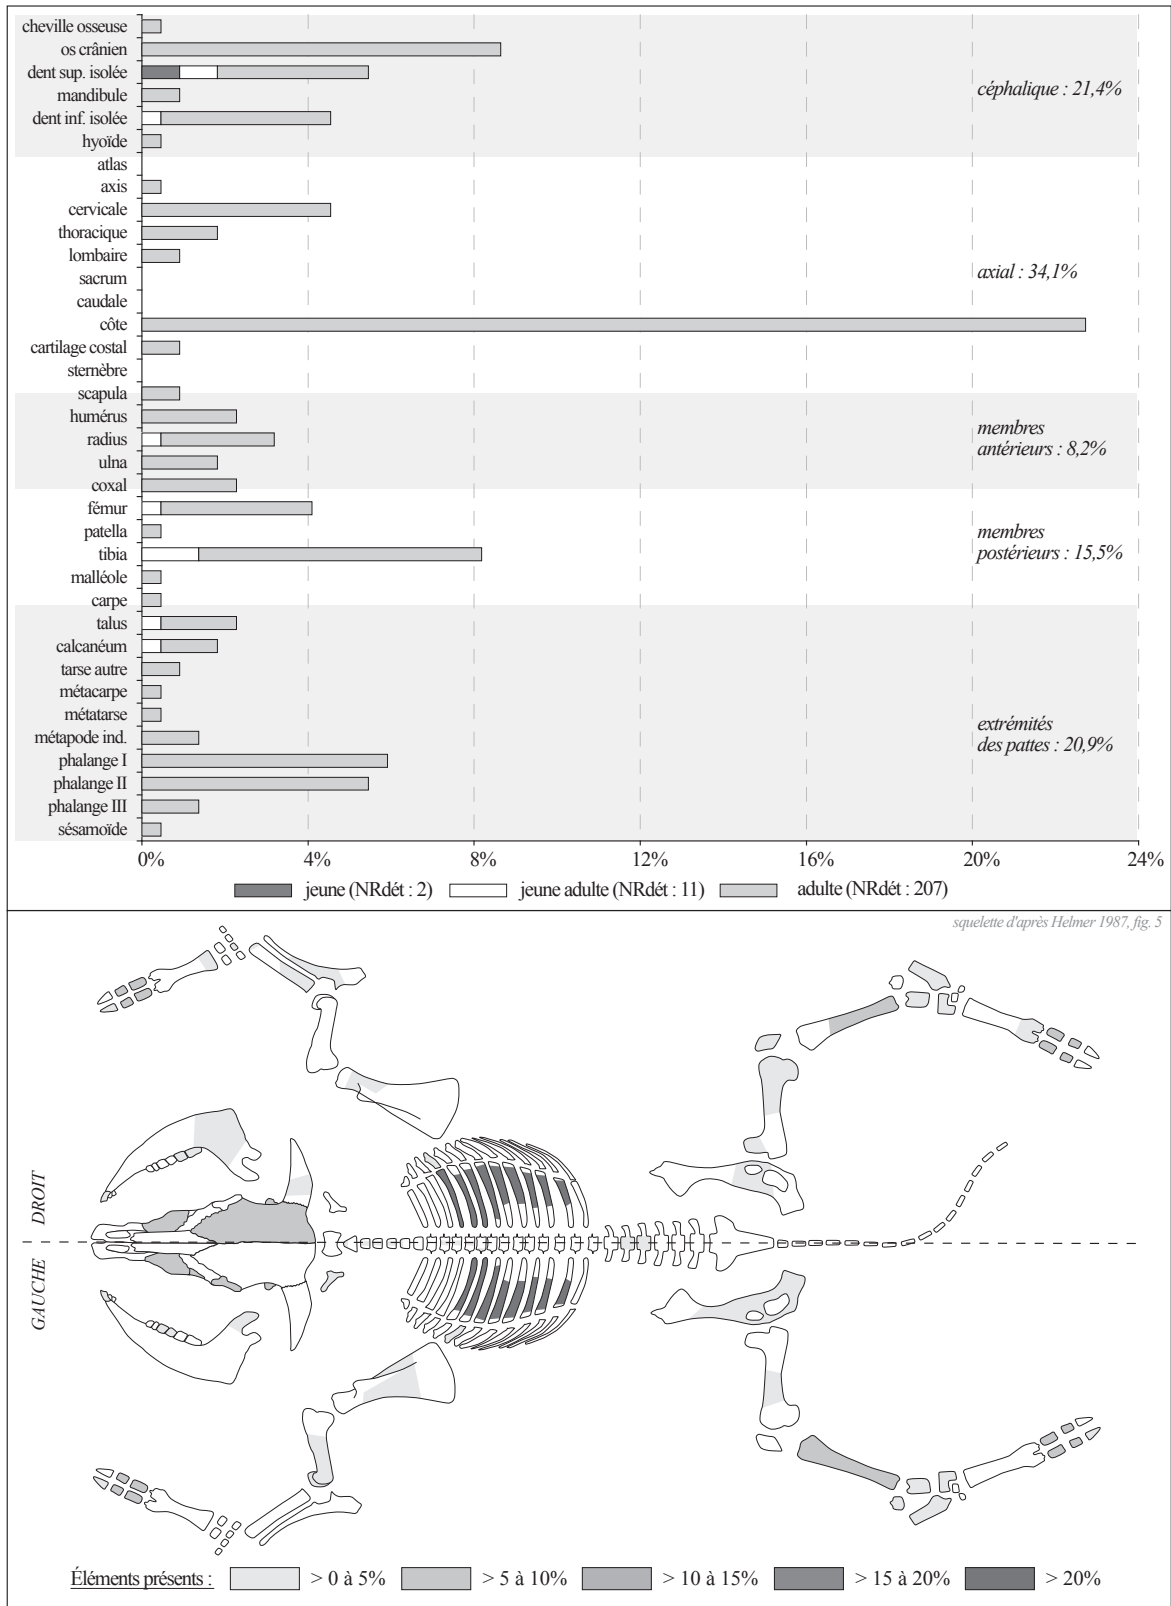 cheville osseuse
os crânien
dent sup. isolée
mandibule
dent inf. isolée
hyoïde
céphalique : 21,4%
atlas
axis
cervicale
thoracique
lombaire
sacrum
caudale
côte
cartilage costal
sternèbre
axial : 34,1%
scapula
humérus
radius
ulna
coxal
membres
antérieurs : 8,2%
fémur
patella
tibia
malléole
carpe
membres
postérieurs : 15,5%
talus
calcanéum
tarse autre
métacarpe
métatarse
métapode ind.
phalange I
phalange II
phalange III
sésamoïde
extrémités
des pattes : 20,9%
0% 4% 8% 12% 16% 20% 24%
jeune (NRdét : 2) jeune adulte (NRdét : 11) adulte (NRdét : 207)
squelette d'après Helmer 1987, fig. 5
DROIT
GAUCHE
Éléments présents : > 0 à 5% > 5 à 10% > 10 à 15% > 15 à 20% > 20%